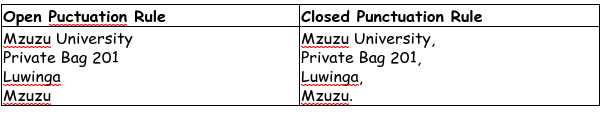 Open Puctuation Rule
Closed Punctuation Rule
Mzuzu University
Private Bag 201
Luwinga
Mzuzu
Mzuzu University,
Private Bag 201,
Luwinga,
Mzuzu.